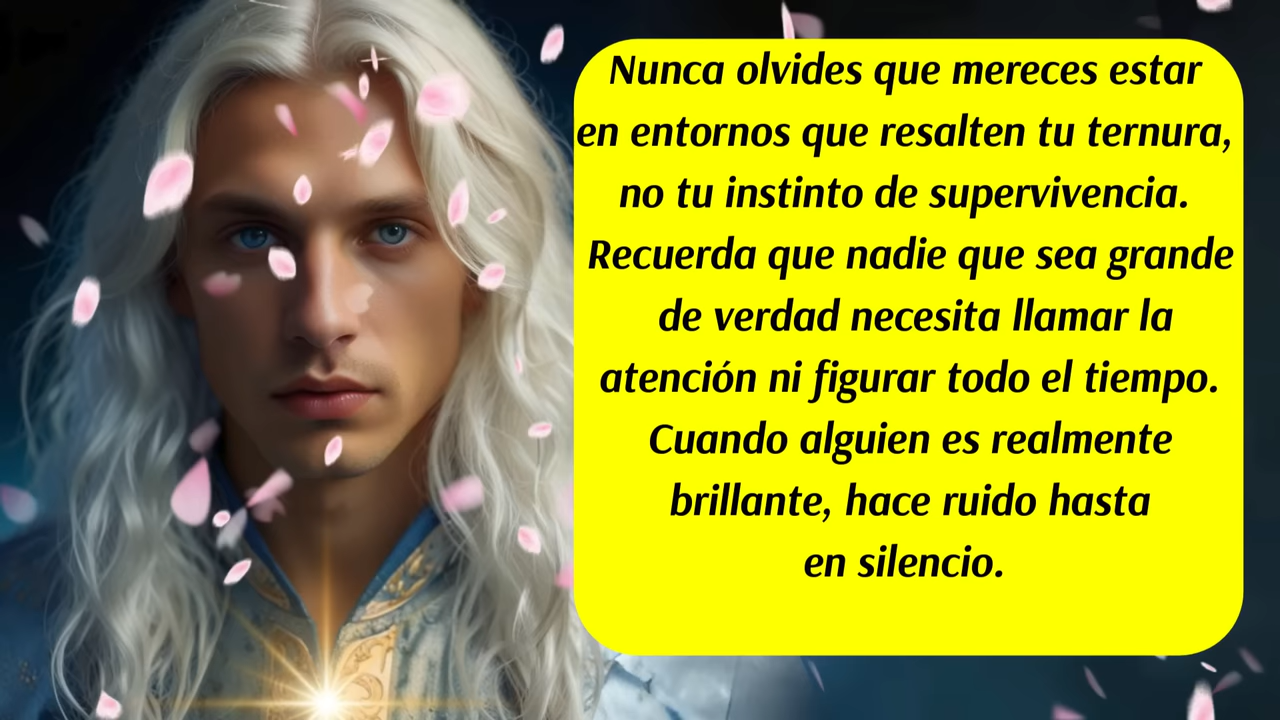 Nunca olvides que mereces estar
en entornos que resalten tu ternura,
no tu instinto de supervivencia.
Recuerda que nadie que sea grande
de verdad necesita llamar la
atención ni figurar todo el tiempo.
Cuando alguien es realmente
brillante, hace ruido hasta
en silencio.